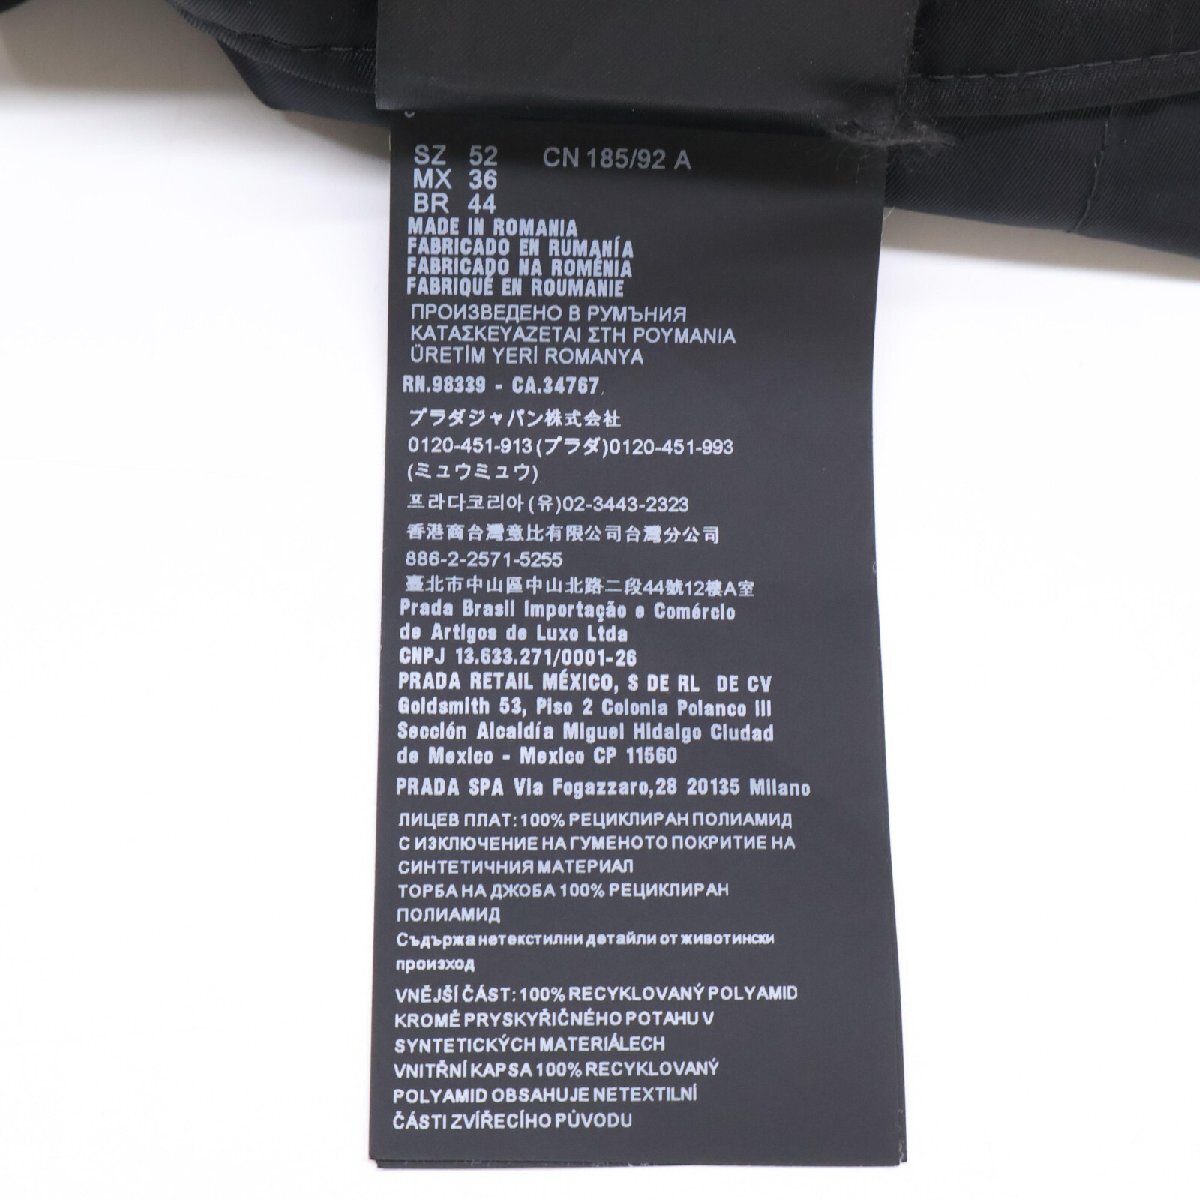 SZ 52 CN 185/92 A
MX 36
BR 44
MADE IN ROMANIA
FABRICADO EN RUMANÍA
FABRICADO NA ROMÉNIA
FABRIQUÉ EN ROUMANIE
ПРОИЗВЕДЕНО В РУМЪНИЯ
ΚΑΤΑΣΚΕΥΑΖΕΤΑΙ ΣΤΗ ΡΟΥΜΑΝΙΑ
ÜRETİM YERİ ROMANYA
RN.98339 - CA.34767
プラダジャパン株式会社
0120-451-913(プラダ)0120-451-993
(ミュウミュウ)
프라다코리아(유)02-3443-2323
香港商台灣意比有限公司台灣分公司
886-2-2571-5255
臺北市中山區中山北路二段44號12樓A室
Prada Brasil Importação e Comércio
de Artigos de Luxo Ltda
CNPJ 13.633.271/0001-26
PRADA RETAIL MÉXICO, S DE RL DE CV
Goldsmith 53, Piso 2 Colonia Polanco III
Sección Alcaldía Miguel Hidalgo Ciudad
de Mexico - Mexico CP 11560
PRADA SPA Via Fogazzaro,28 20135 Milano
ЛИЦЕВ ПЛАТ:100% РЕЦИКЛИРАН ПОЛИАМИД
С ИЗКЛЮЧЕНИЕ НА ГУМЕНОТО ПОКРИТИЕ НА
СИНТЕТИЧНИЯ МАТЕРИАЛ
ТОРБА НА ДЖОБА 100% РЕЦИКЛИРАН
ПОЛИАМИД
Съдържа нетекстилни детайли от животински
произход
VNĚJŠÍ ČÁST:100% RECYKLOVANÝ POLYAMID
KROMĚ PRYSKYŘIČNÉHO POTAHU V
SYNTETICKÝCH MATERIÁLECH
VNITŘNÍ KAPSA 100% RECYKLOVANÝ
POLYAMID OBSAHUJE NETEXTILNÍ
ČÁSTI ZVÍŘECÍHO PŮVODU